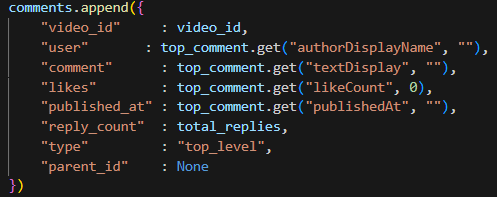 comments.append({
    "video_id"     : video_id,
    "user"       : top_comment.get("authorDisplayName", ""),
    "comment"      : top_comment.get("textDisplay", ""),
    "likes"        : top_comment.get("likeCount", 0),
    "published_at" : top_comment.get("publishedAt", ""),
    "reply_count"  : total_replies,
    "type"         : "top_level",
    "parent_id"    : None
})